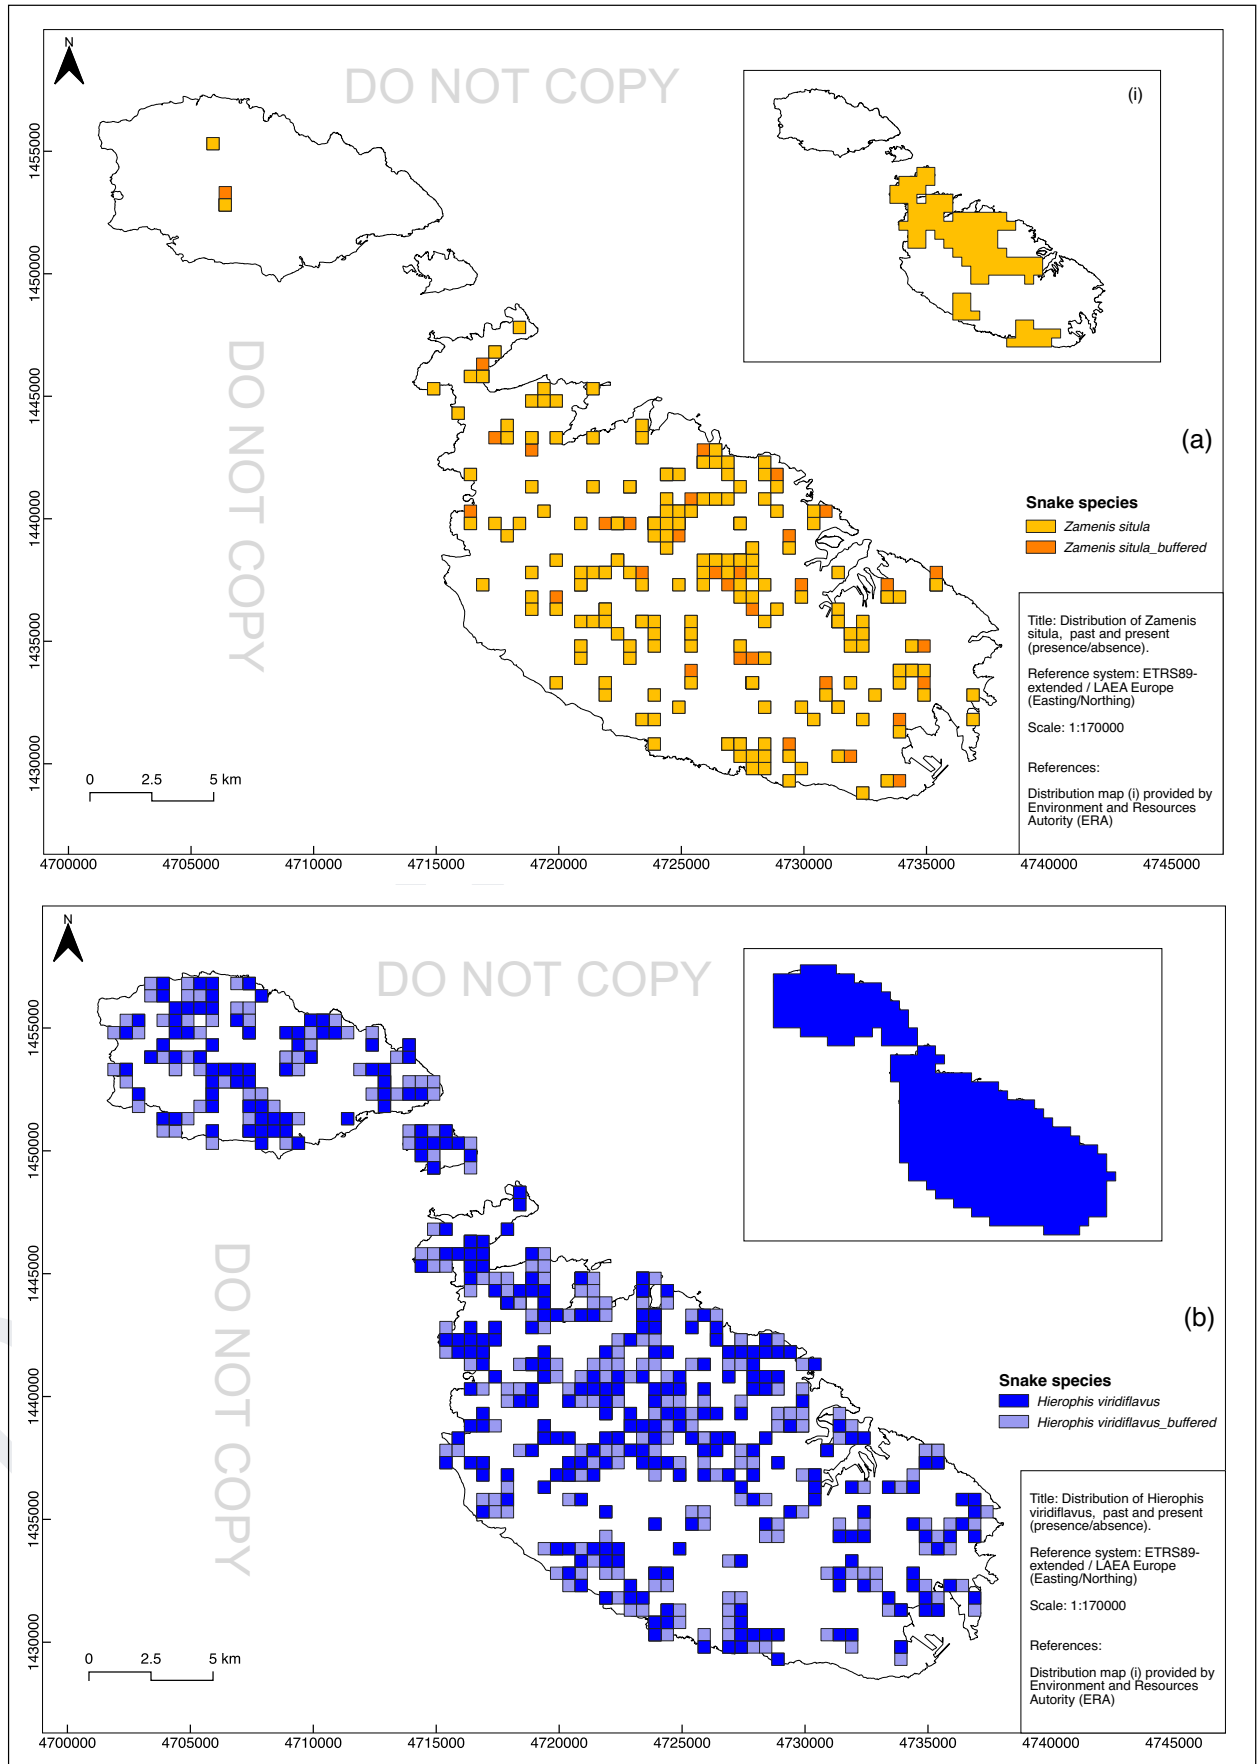 N
DO NOT COPY
(i)
1455000
1450000
1445000
1440000
1435000
1430000
DO NOT COPY
(a)
Snake species
Zamenis situla
Zamenis situla_buffered
Title: Distribution of Zamenis
situla, past and present
(presence/absence).
Reference system: ETRS89-
extended / LAEA Europe
(Easting/Northing)
Scale: 1:170000
References:
Distribution map (i) provided by
Environment and Resources
Autority (ERA)
0 2.5 5 km
4700000 4705000 4710000 4715000 4720000 4725000 4730000 4735000 4740000 4745000
N
DO NOT COPY
1455000
1450000
1445000
1440000
1435000
1430000
DO NOT COPY
(b)
Snake species
Hierophis viridiflavus
Hierophis viridiflavus_buffered
Title: Distribution of Hierophis
viridiflavus, past and present
(presence/absence).
Reference system: ETRS89-
extended / LAEA Europe
(Easting/Northing)
Scale: 1:170000
References:
Distribution map (i) provided by
Environment and Resources
Autority (ERA)
0 2.5 5 km
4700000 4705000 4710000 4715000 4720000 4725000 4730000 4735000 4740000 4745000